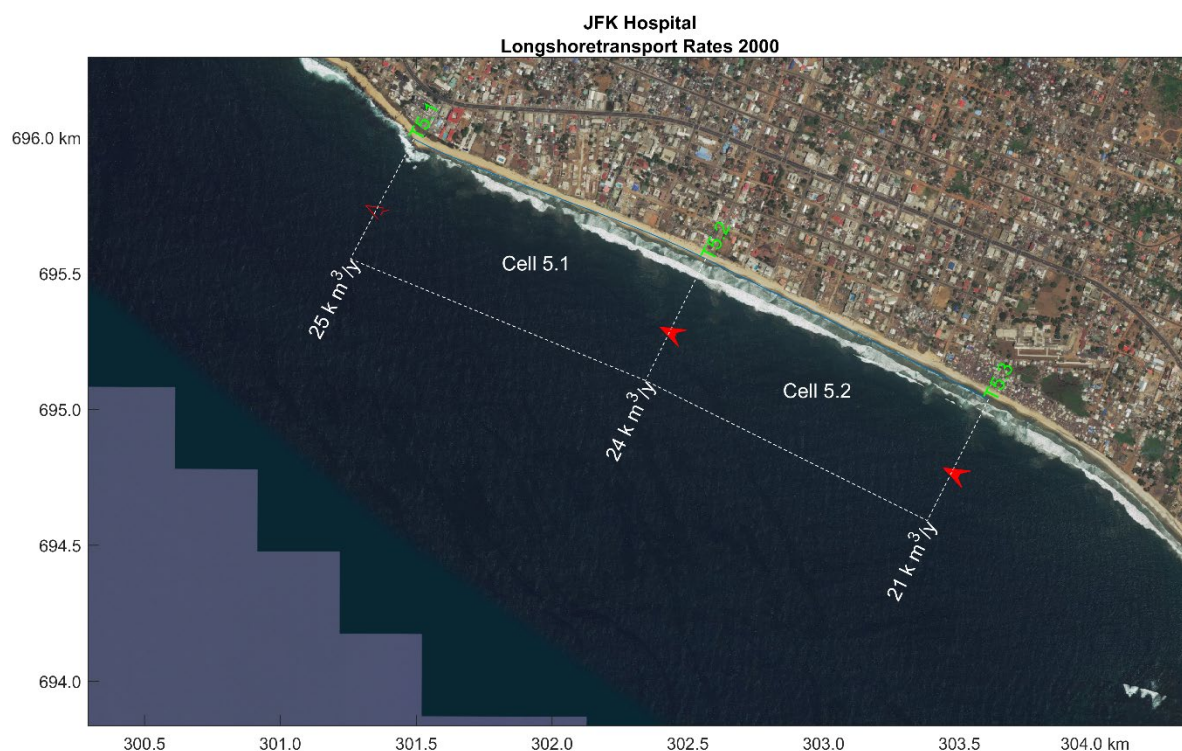 JFK Hospital
Longshoretransport Rates 2000
696.0 km
T5-1
T5-2
695.5
Cell 5.1
25 k m³/y
T5-3
695.0
Cell 5.2
24 k m³/y
694.5
21 k m³/y
694.0
300.5 301.0 301.5 302.0 302.5 303.0 303.5 304.0 km